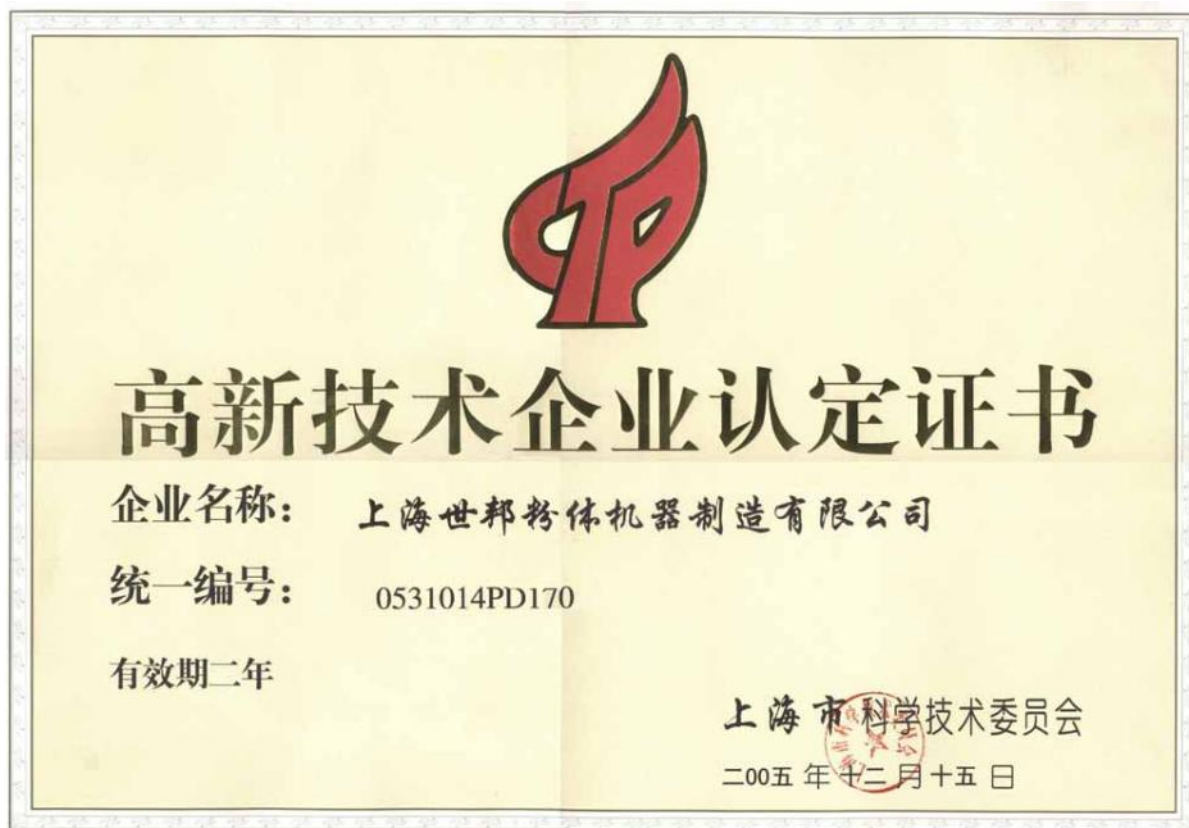 高新技术企业认定证书
企业名称: 上海世邦粉体机器制造有限公司
统一编号: 0531014PD170
有效期二年
上海市科学技术委员会
二00五年十二月十五日